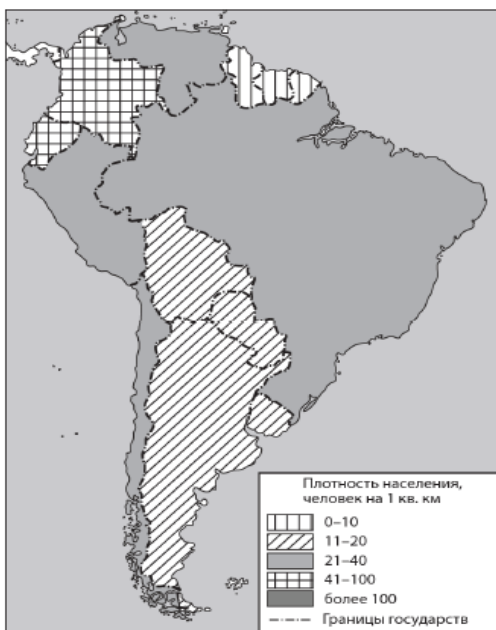 Плотность населения,
человек на 1 кв. км
0–10
11–20
21–40
41–100
более 100
Границы государств